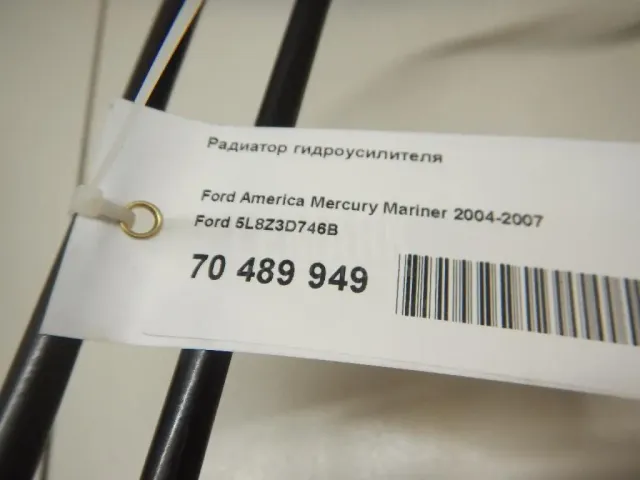 Радиатор гидроусилителя
Ford America Mercury Mariner 2004-2007
Ford 5L8Z3D746B
70 489 949